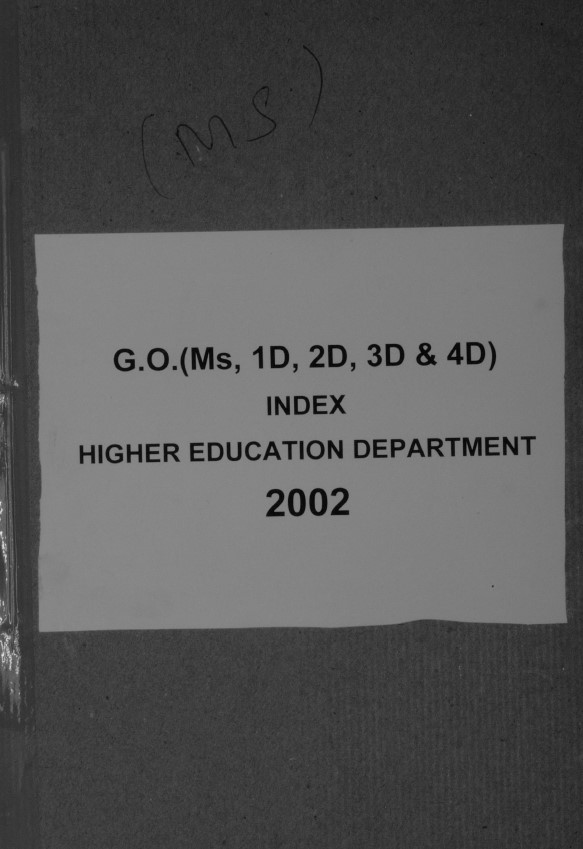 (MS)
G.O.(Ms, 1D, 2D, 3D & 4D)
INDEX
HIGHER EDUCATION DEPARTMENT
2002